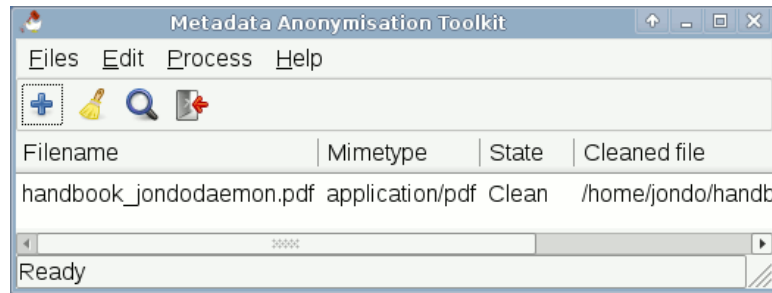 Metadata Anonymisation Toolkit
Files Edit Process Help
Filename Mimetype State Cleaned file
handbook_jondodaemon.pdf application/pdf Clean /home/jondo/handb
Ready